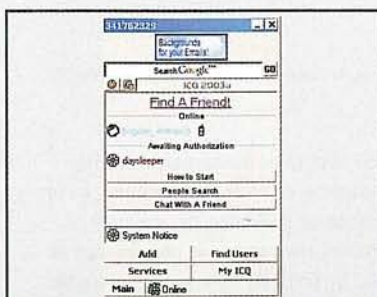 341762329
Backgrounds
for your Emails!
Search Google™ GO
ICQ 2003a
Find A Friend!
Online
Awaiting Authorization
daysleeper
How to Start
People Search
Chat With A Friend
System Notice
Add Find Users
Services My ICQ
Main Online